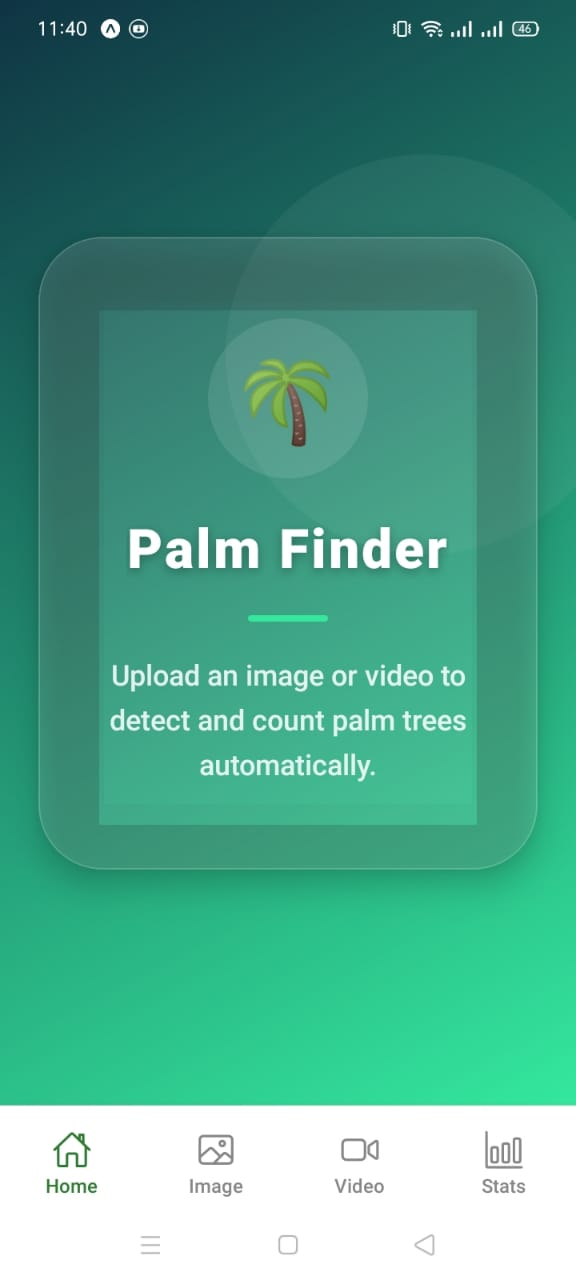 11:40
46
Palm Finder
Upload an image or video to
detect and count palm trees
automatically.
Home Image Video Stats